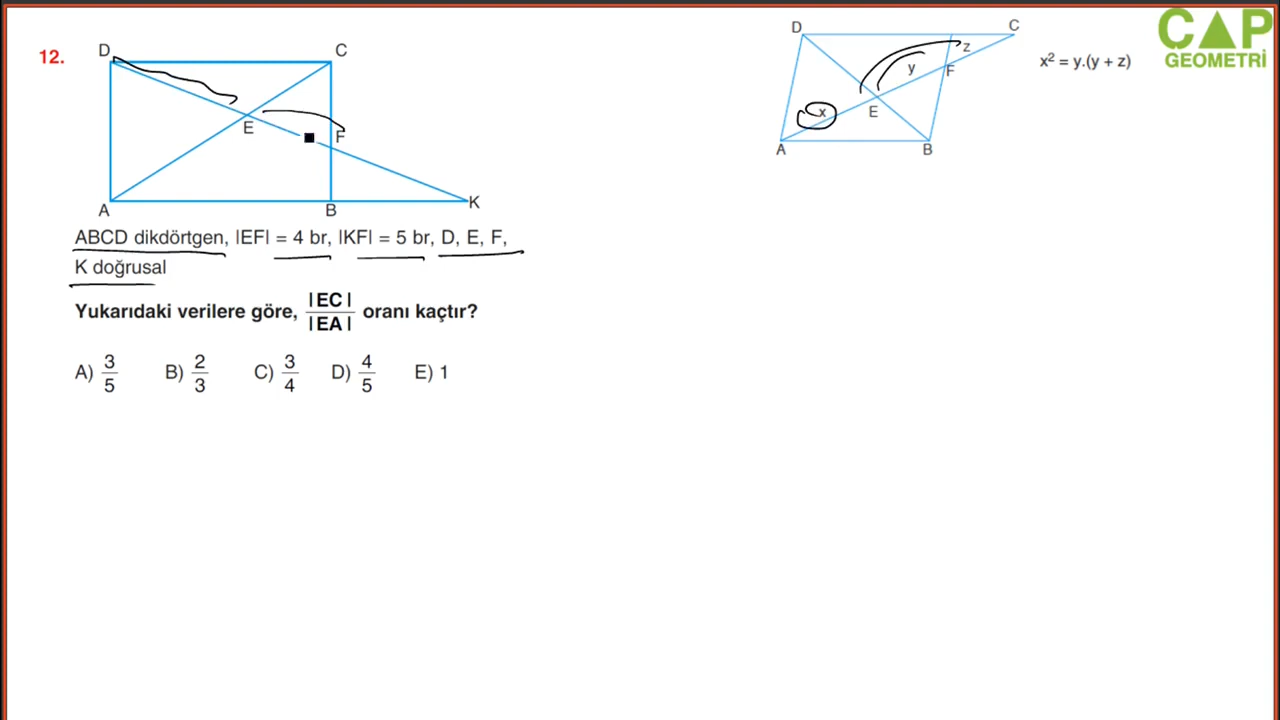 12.
D
C
E
F
A
B
K
ABCD dikdörtgen, |EF| = 4 br, |KF| = 5 br, D, E, F,
K doğrusal
Yukarıdaki verilere göre, |EC| / |EA| oranı kaçtır?
A) 3/5 B) 2/3 C) 3/4 D) 4/5 E) 1
D
C
z
y
F
x
E
A
B
x² = y.(y + z)
ÇAP
GEOMETRİ